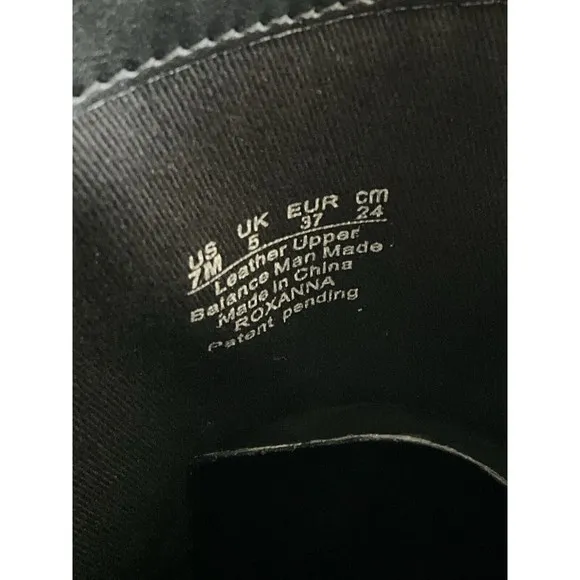 US UK EUR cm
7M 5 37 24
Leather Upper
Balance Man Made
Made in China
ROXANNA
Patent pending